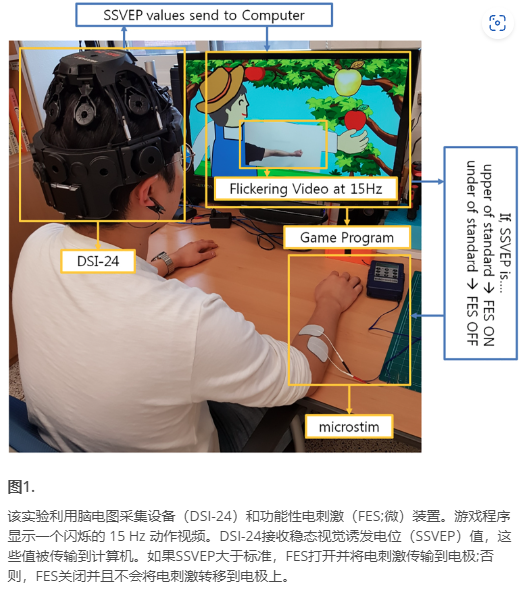 SSVEP values send to Computer
Flickering Video at 15Hz
Game Program
DSI-24
If, SSVEP is....
upper of standard → FES ON
under of standard → FES OFF
microstim
图1.
该实验利用脑电图采集设备（DSI-24）和功能性电刺激（FES;微）装置。游戏程序
显示一个闪烁的 15 Hz 动作视频。DSI-24接收稳态视觉诱发电位（SSVEP）值，这
些值被传输到计算机。如果SSVEP大于标准，FES打开并将电刺激传输到电极;否
则，FES关闭并且不会将电刺激转移到电极上。